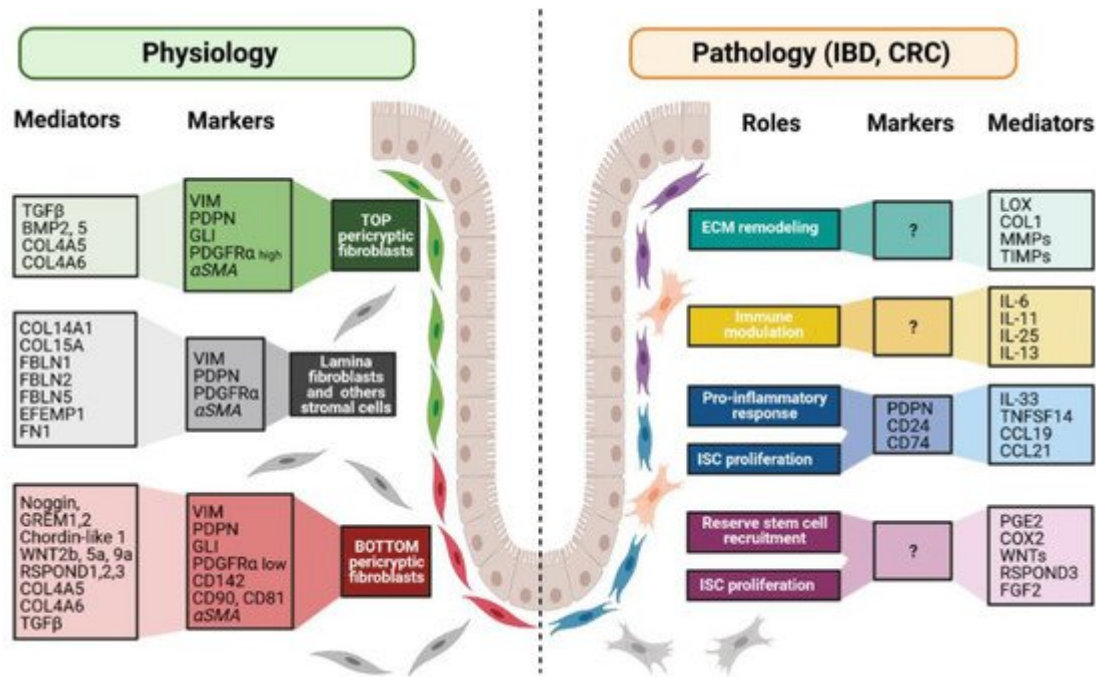 Physiology
Pathology (IBD, CRC)
Mediators
Markers
Roles
Markers
Mediators
TGFβ
BMP2, 5
COL4A5
COL4A6
VIM
PDPN
GLI
PDGFRα high
αSMA
TOP
pericryptic
fibroblasts
COL14A1
COL15A
FBLN1
FBLN2
FBLN5
EFEMP1
FN1
VIM
PDPN
PDGFRα
αSMA
Lamina
fibroblasts
and others
stromal cells
Noggin,
GREM1,2
Chordin-like 1
WNT2b, 5a, 9a
RSPOND1,2,3
COL4A5
COL4A6
TGFβ
VIM
PDPN
GLI
PDGFRα low
CD142
CD90, CD81
αSMA
BOTTOM
pericyptic
fibroblasts
ECM remodeling
?
LOX
COL1
MMPs
TIMPs
Immune
modulation
?
IL-6
IL-11
IL-25
IL-13
Pro-inflammatory
response
ISC proliferation
PDPN
CD24
CD74
IL-33
TNFSF14
CCL19
CCL21
Reserve stem cell
recruitment
ISC proliferation
?
PGE2
COX2
WNTs
RSPOND3
FGF2